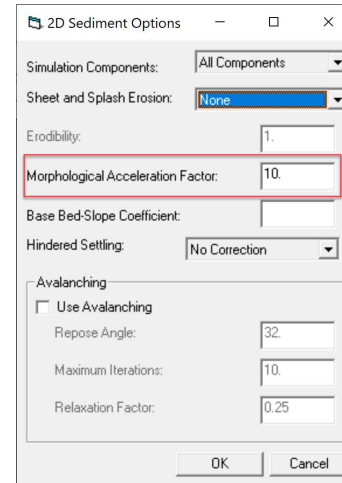 2D Sediment Options
Simulation Components: All Components
Sheet and Splash Erosion: None
Erodibility: 1.
Morphological Acceleration Factor: 10.
Base Bed-Slope Coefficient:
Hindered Settling: No Correction
Avalanching
Use Avalanching
Repose Angle: 32.
Maximum Iterations: 10.
Relaxation Factor: 0.25
OK Cancel